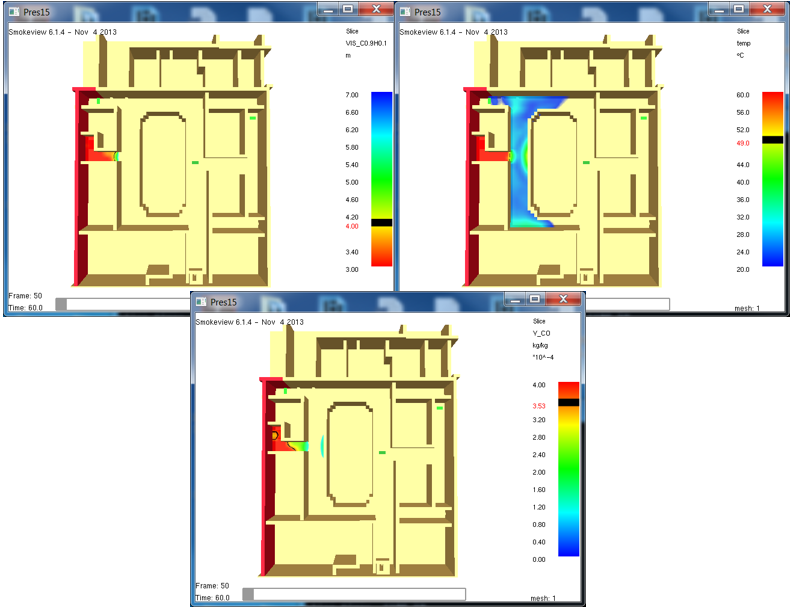 Pres15
Smokeview 6.1.4 - Nov 4 2013
Slice
VIS_C0.9H0.1
m
7.00
6.60
6.20
5.80
5.40
5.00
4.60
4.20
4.00
3.40
3.00
Frame: 50
Time: 60.0
Pres15
Smokeview 6.1.4 - Nov 4 2013
Slice
temp
°C
60.0
56.0
52.0
49.0
44.0
40.0
36.0
32.0
28.0
24.0
20.0
mesh: 1
Pres15
Smokeview 6.1.4 - Nov 4 2013
Slice
Y_CO
kg/kg
*10^-4
4.00
3.53
3.20
2.80
2.40
2.00
1.60
1.20
0.80
0.40
0.00
Frame: 50
Time: 60.0
mesh: 1